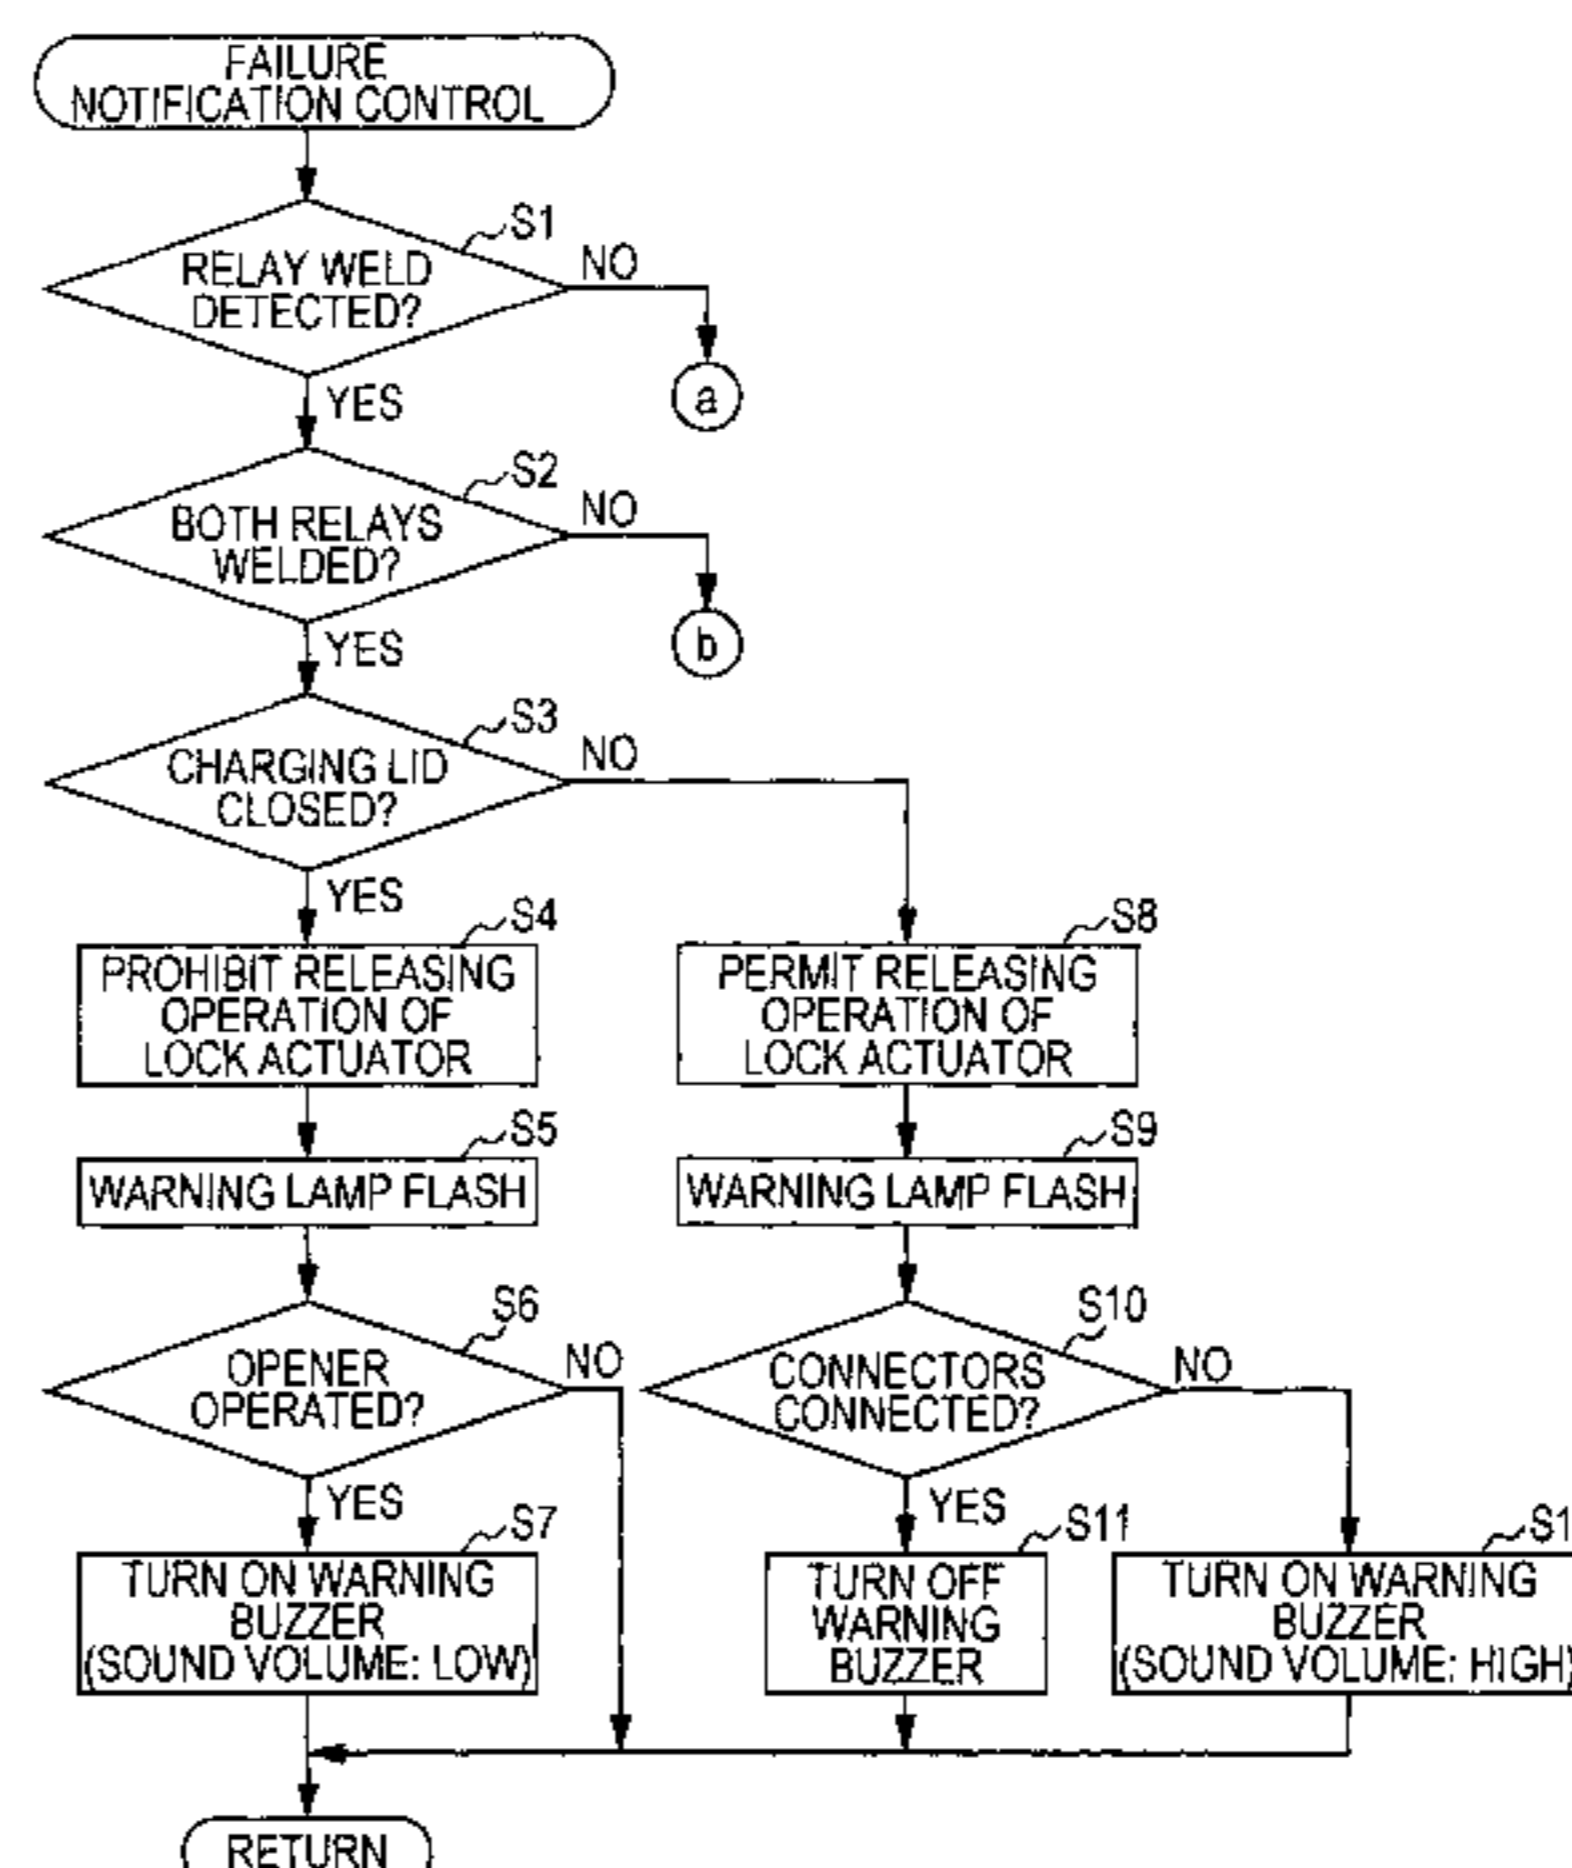 FAILURE
NOTIFICATION CONTROL
S1
RELAY WELD
DETECTED?
NO
a
YES
S2
BOTH RELAYS
WELDED?
NO
b
YES
S3
CHARGING LID
CLOSED?
NO
YES
S4
PROHIBIT RELEASING
OPERATION OF
LOCK ACTUATOR
S8
PERMIT RELEASING
OPERATION OF
LOCK ACTUATOR
S5
WARNING LAMP FLASH
S9
WARNING LAMP FLASH
S6
OPENER
OPERATED?
NO
YES
S10
CONNECTORS
CONNECTED?
NO
YES
S7
TURN ON WARNING
BUZZER
(SOUND VOLUME: LOW)
S11
TURN OFF
WARNING
BUZZER
S1
TURN ON WARNING
BUZZER
(SOUND VOLUME: HIGH)
RETURN